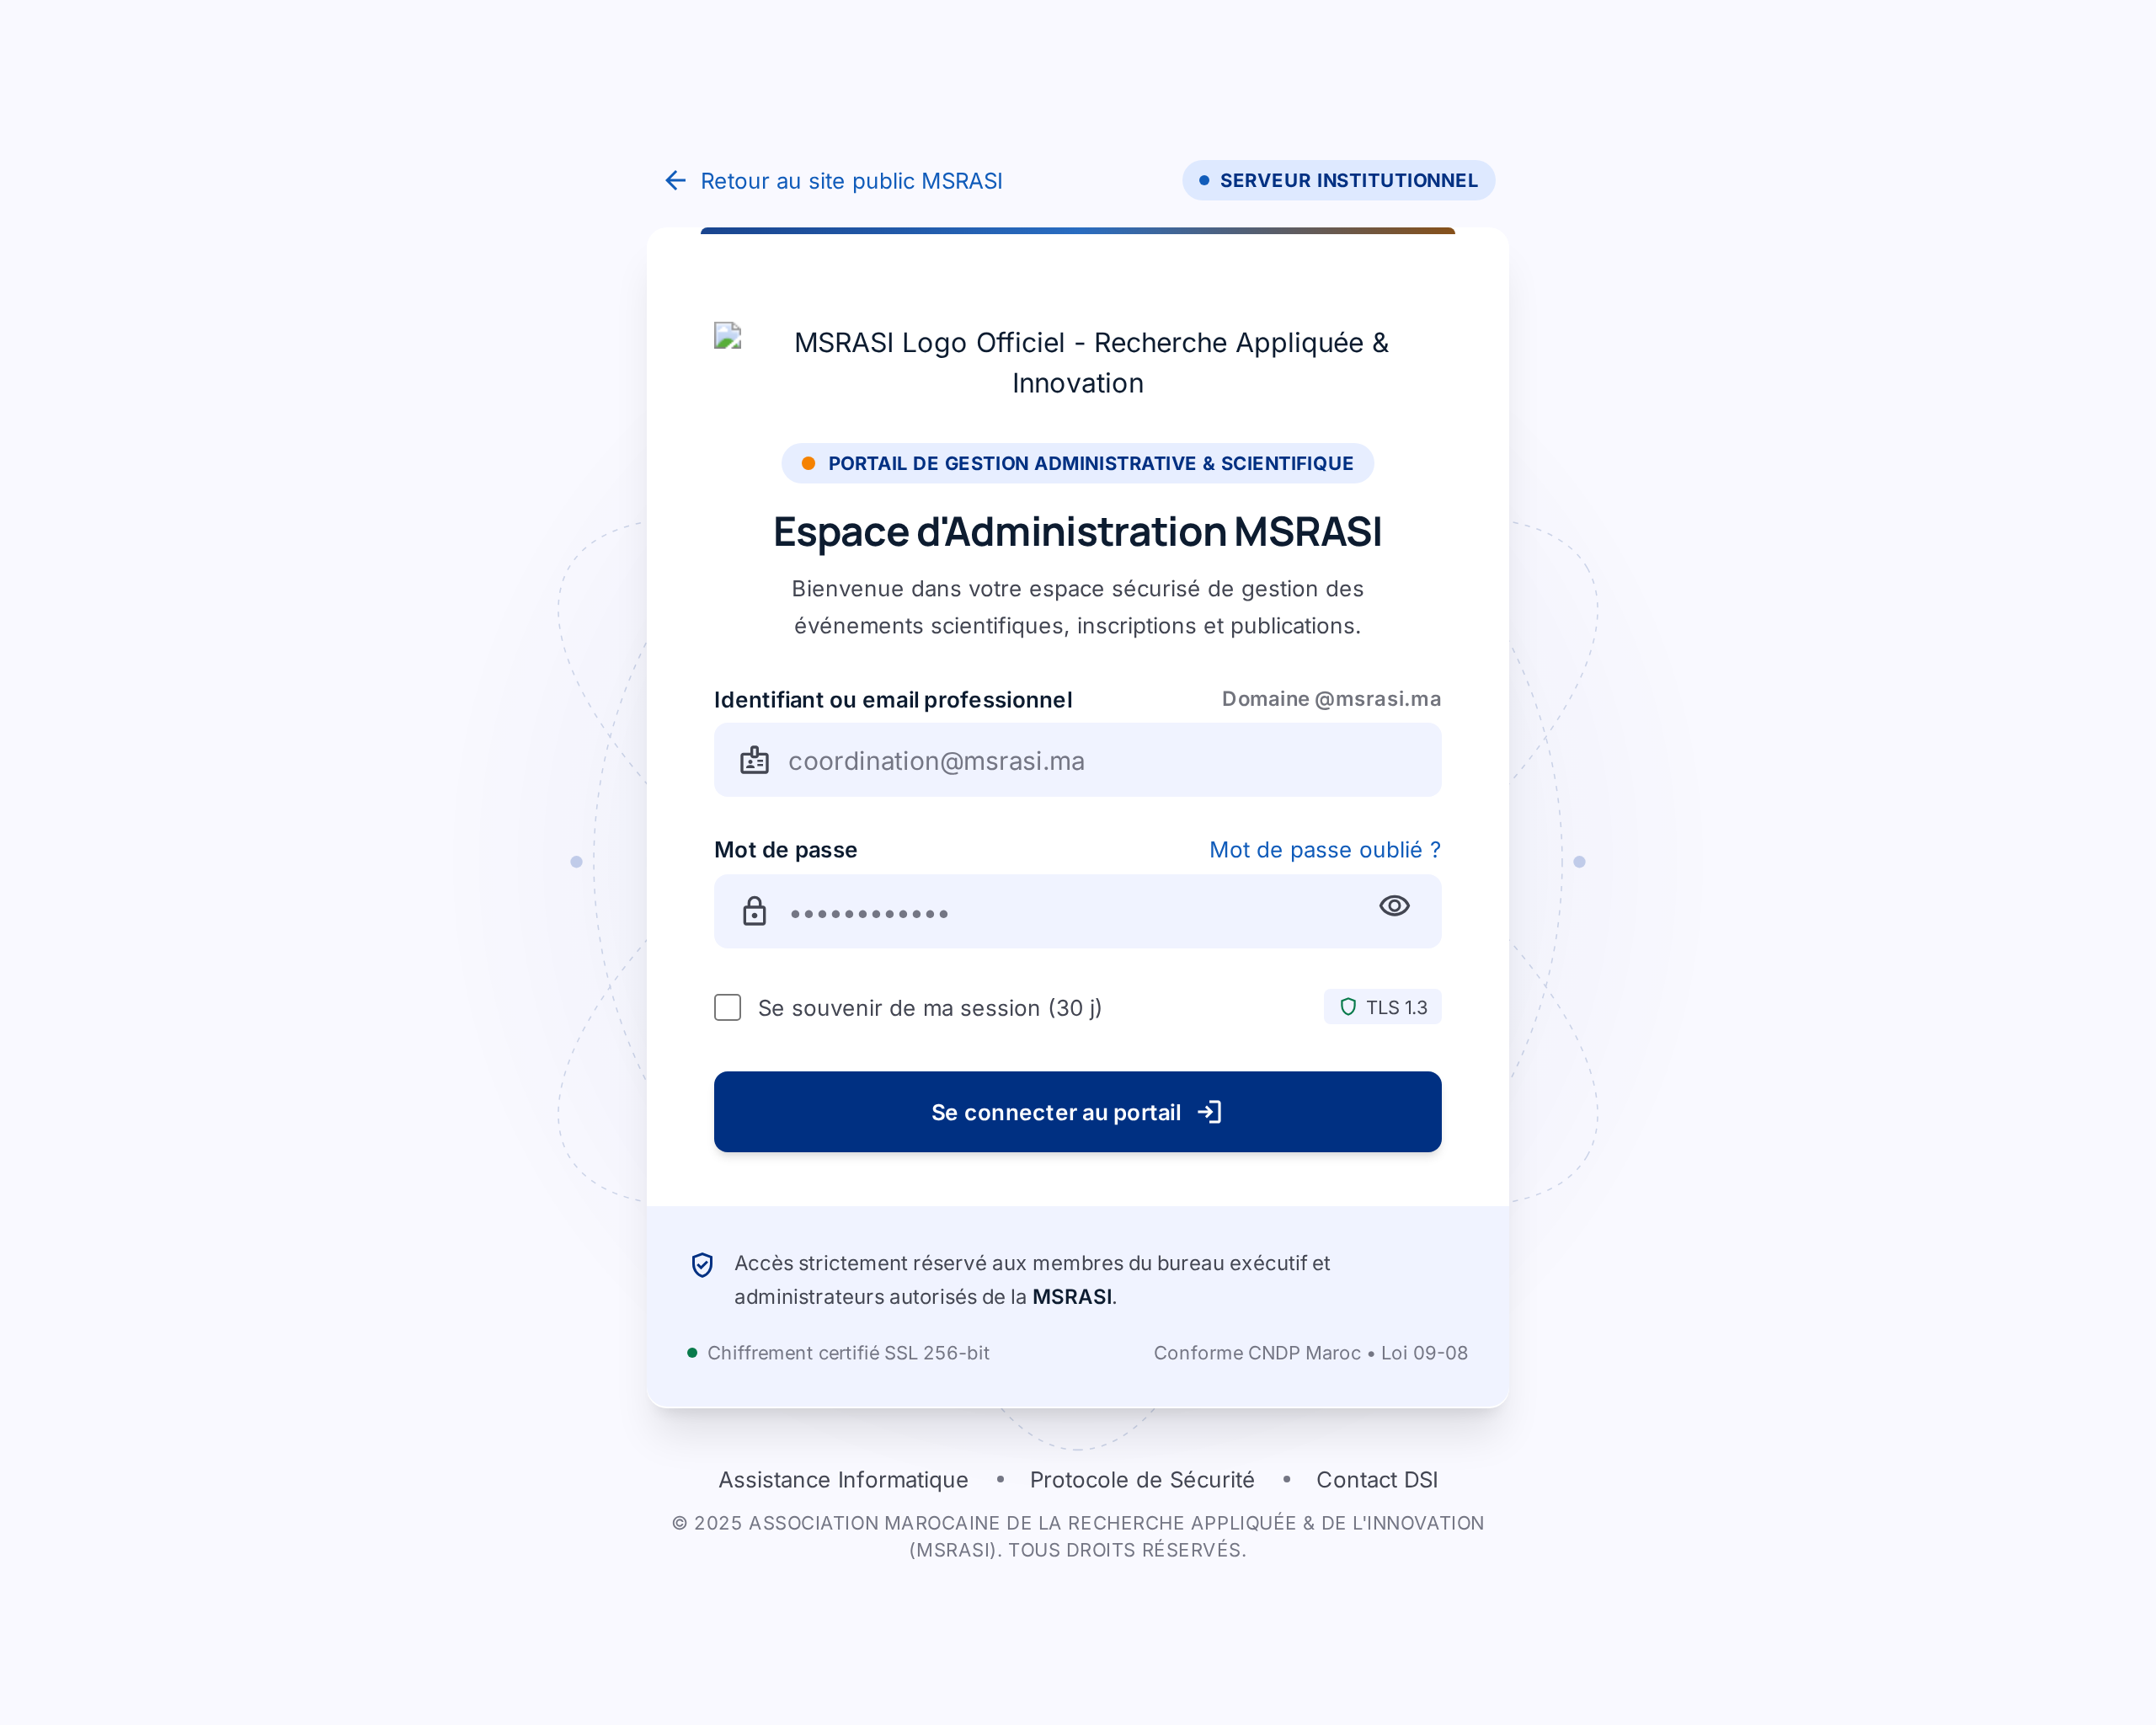 Retour au site public MSRASI
SERVEUR INSTITUTIONNEL
MSRASI Logo Officiel - Recherche Appliquée &
Innovation
PORTAIL DE GESTION ADMINISTRATIVE & SCIENTIFIQUE
Espace d'Administration MSRASI
Bienvenue dans votre espace sécurisé de gestion des
événements scientifiques, inscriptions et publications.
Identifiant ou email professionnel
Domaine @msrasi.ma
coordination@msrasi.ma
Mot de passe
Mot de passe oublié ?
••••••••••••
Se souvenir de ma session (30 j)
TLS 1.3
Se connecter au portail
Accès strictement réservé aux membres du bureau exécutif et
administrateurs autorisés de la MSRASI.
Chiffrement certifié SSL 256-bit
Conforme CNDP Maroc • Loi 09-08
Assistance Informatique • Protocole de Sécurité • Contact DSI
© 2025 ASSOCIATION MAROCAINE DE LA RECHERCHE APPLIQUÉE & DE L'INNOVATION
(MSRASI). TOUS DROITS RÉSERVÉS.